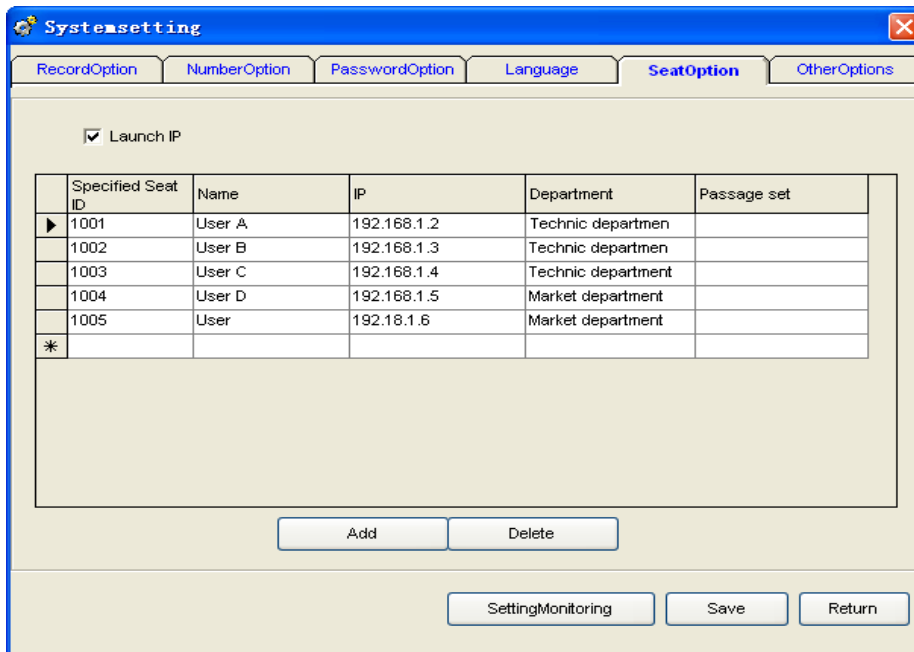 Systemsetting
RecordOption NumberOption PasswordOption Language SeatOption OtherOptions
Launch IP
Specified Seat ID Name IP Department Passage set
1001 User A 192.168.1.2 Technic departmen
1002 User B 192.168.1.3 Technic departmen
1003 User C 192.168.1.4 Technic department
1004 User D 192.168.1.5 Market department
1005 User 192.18.1.6 Market department
Add Delete
SettingMonitoring Save Return